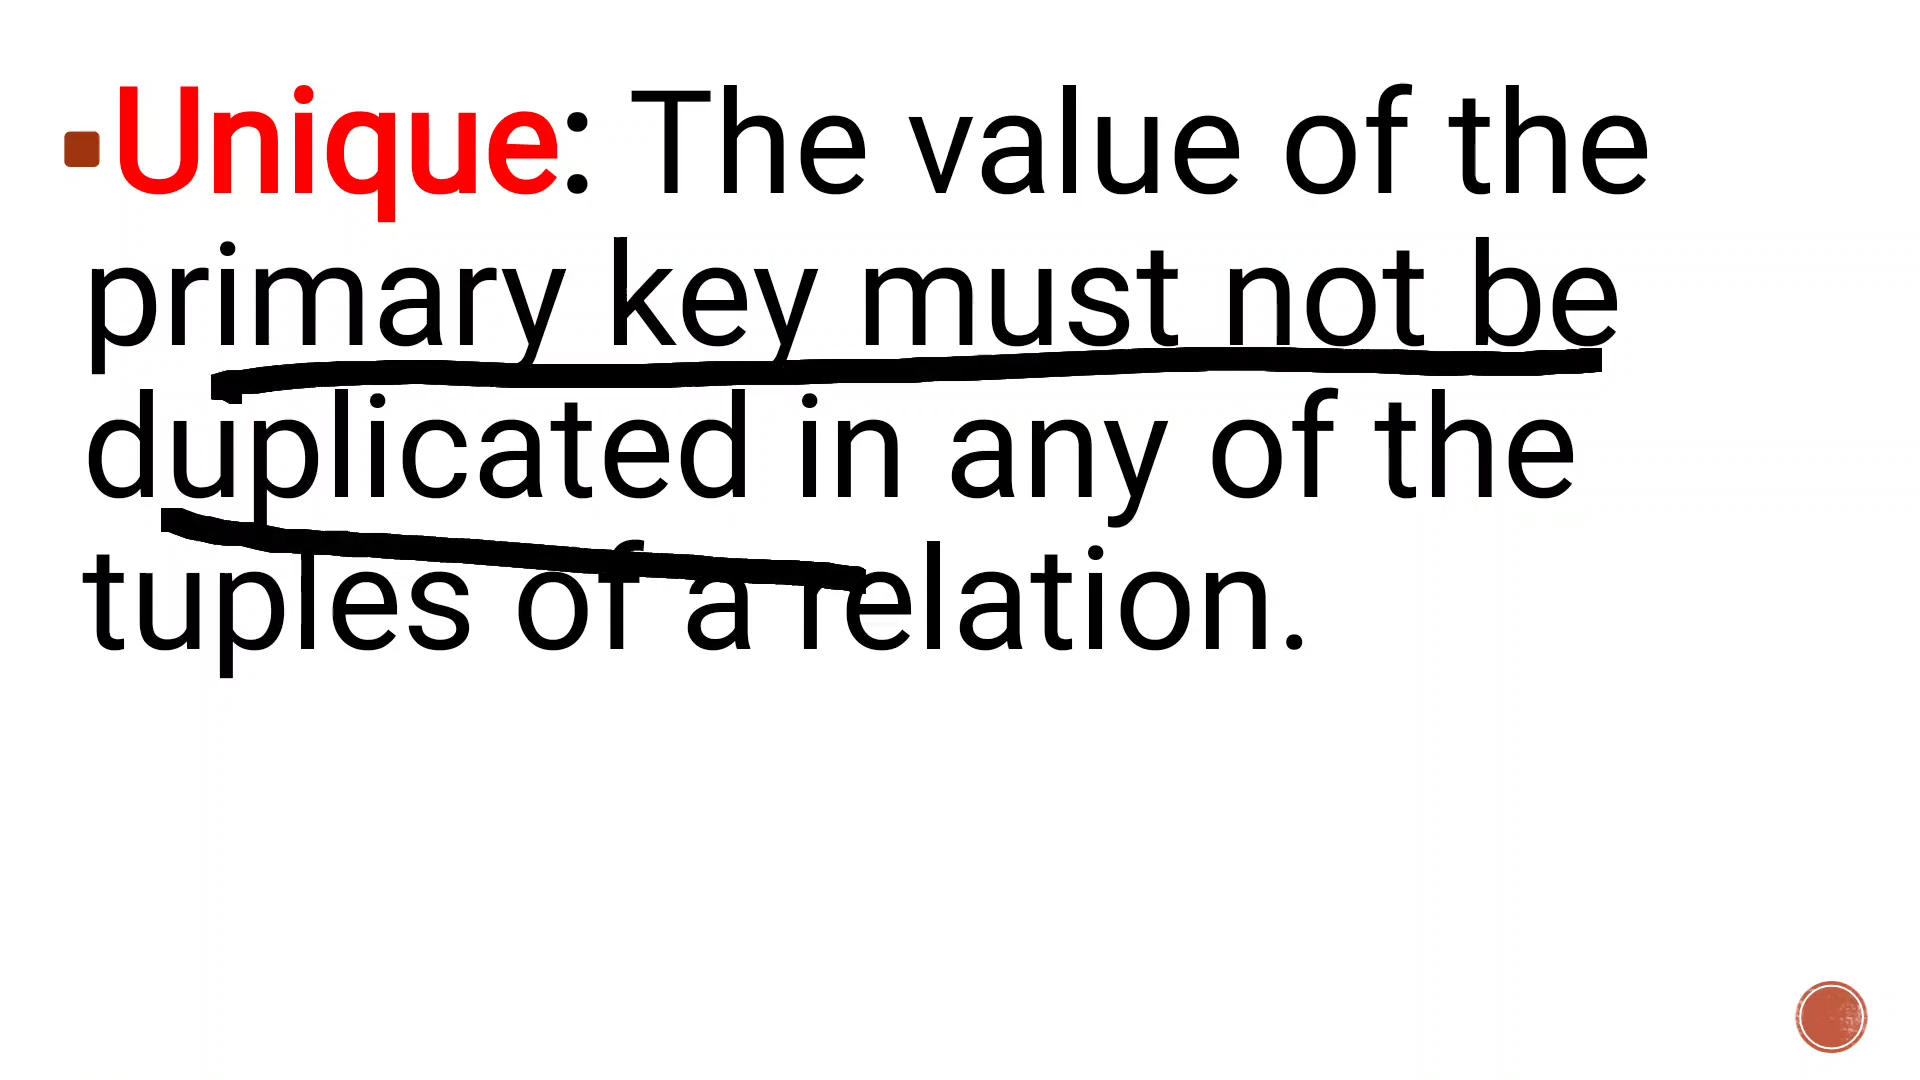 Unique: The value of the
primary key must not be
duplicated in any of the
tuples of a relation.